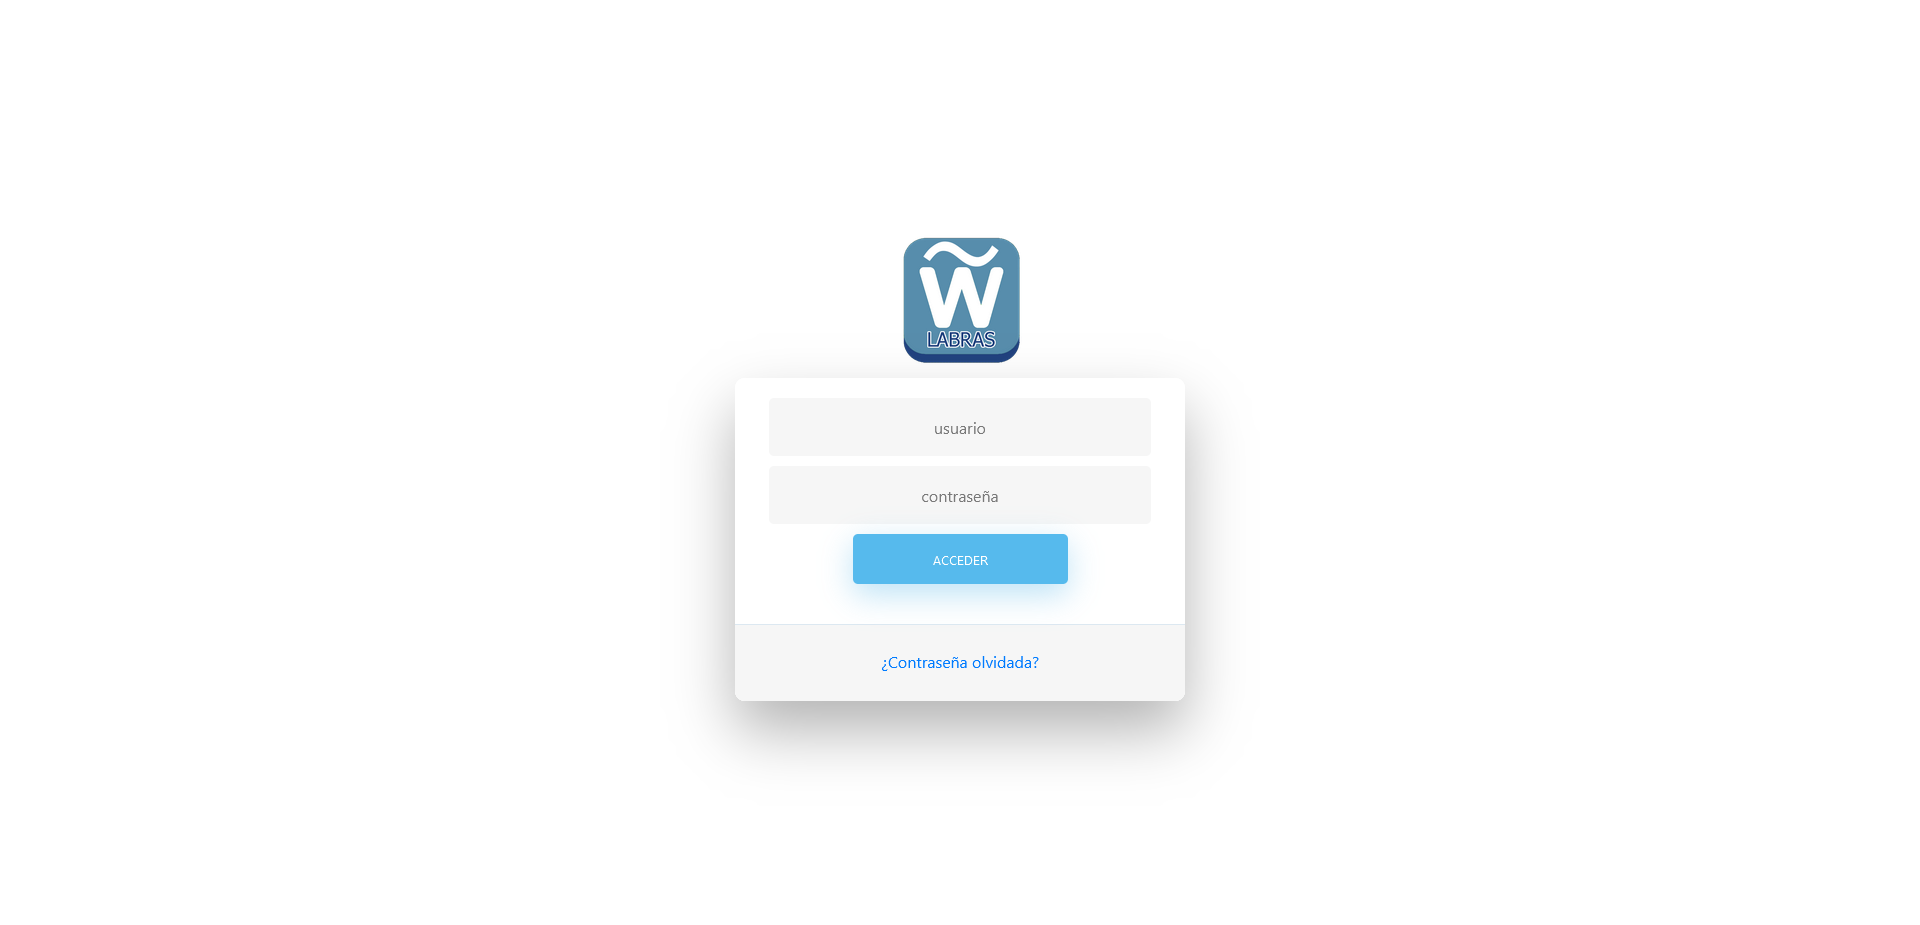 W̃
LABRAS
usuario
contraseña
ACCEDER
¿Contraseña olvidada?